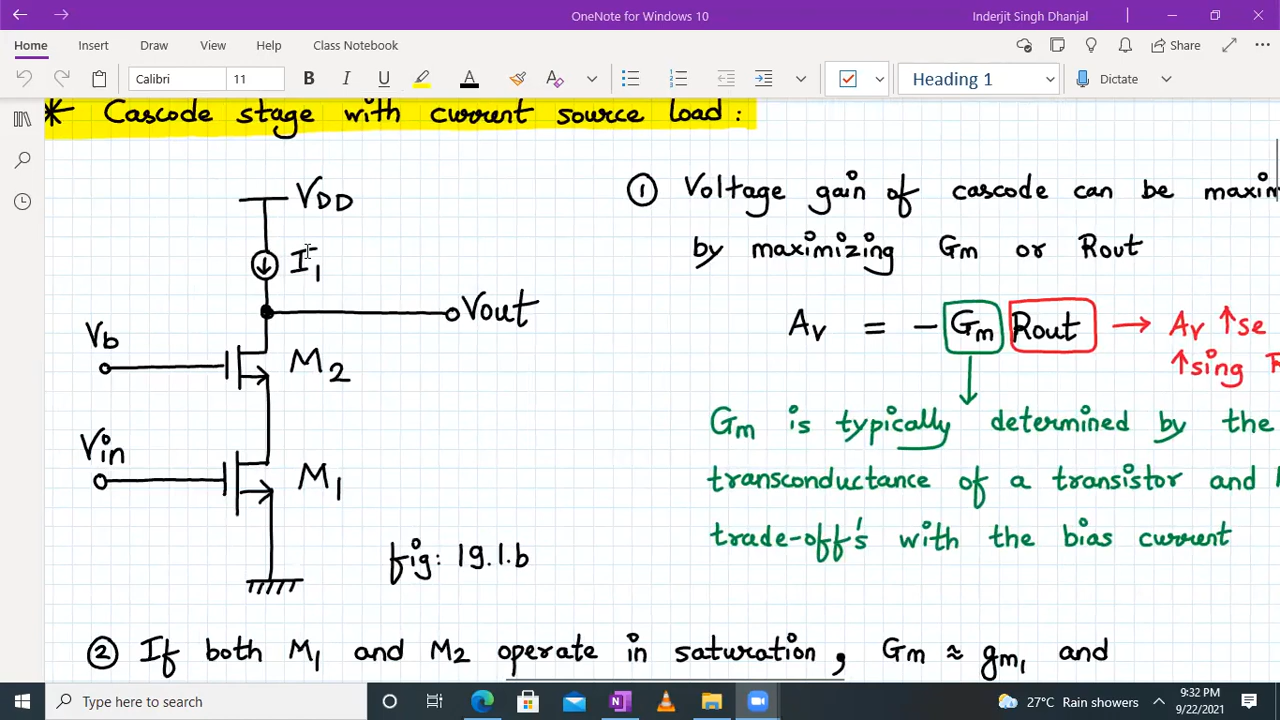 OneNote for Windows 10
Inderjit Singh Dhanjal
Home Insert Draw View Help Class Notebook
Share
Calibri 11 B I U A Heading 1 Dictate
* Cascode stage with current source load :
VDD
I1
Vout
Vb
M2
Vin
M1
fig: 19.1.b
① Voltage gain of cascode can be maxim
by maximizing Gm or Rout
Av = - Gm Rout → Av ↑se
↑sing R
Gm is typically determined by the
transconductance of a transistor and
trade-off's with the bias current
② If both M1 and M2 operate in saturation, Gm ≈ gm1 and
Type here to search
27°C Rain showers
9:32 PM
9/22/2021